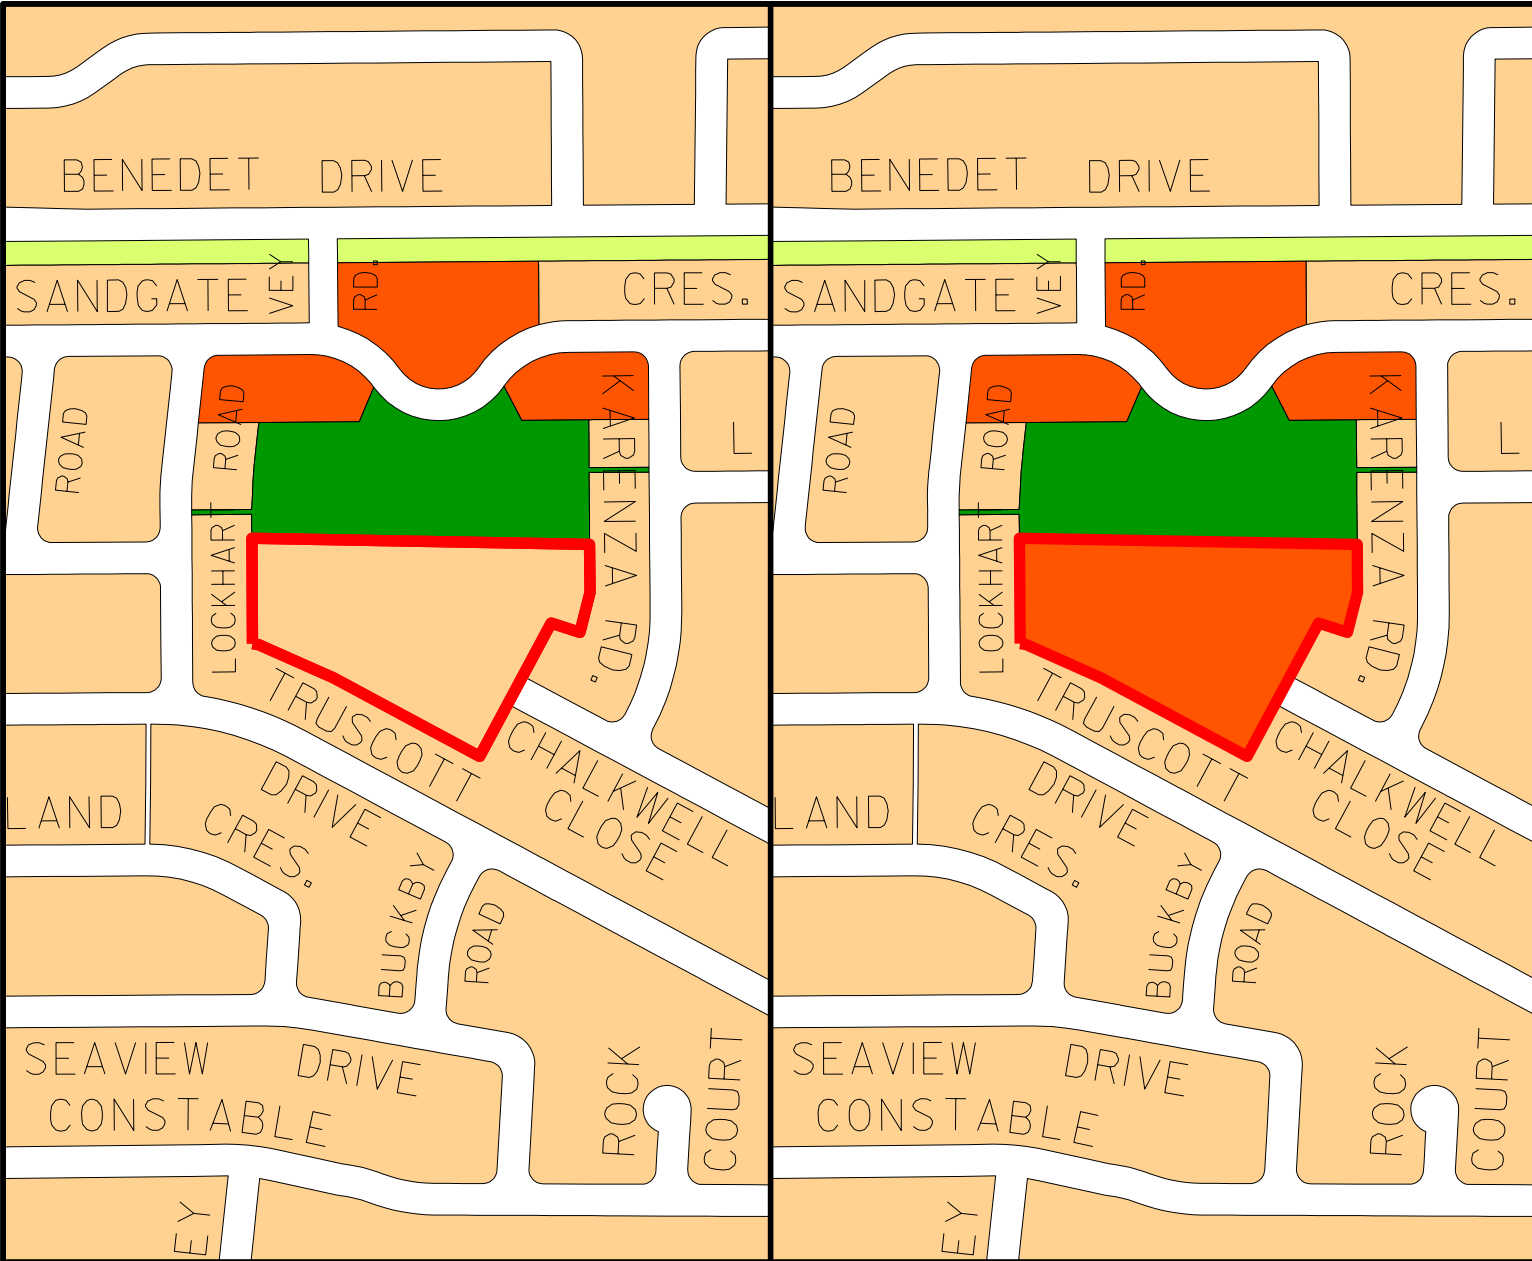 BENEDET DRIVE
SANDGATE
VEY
RD.
CRES.
ROAD
ROAD
LOCKHART
KARENZA RD.
L
TRUSCOTT
DRIVE
CHALKWELL
CLOSE
LAND
CRES.
BUCKBY
ROAD
SEAVIEW DRIVE
CONSTABLE
ROCK
COURT
EY
BENEDET DRIVE
SANDGATE
VEY
RD.
CRES.
ROAD
ROAD
LOCKHART
KARENZA RD.
L
TRUSCOTT
DRIVE
CHALKWELL
CLOSE
LAND
CRES.
BUCKBY
ROAD
SEAVIEW DRIVE
CONSTABLE
ROCK
COURT
EY